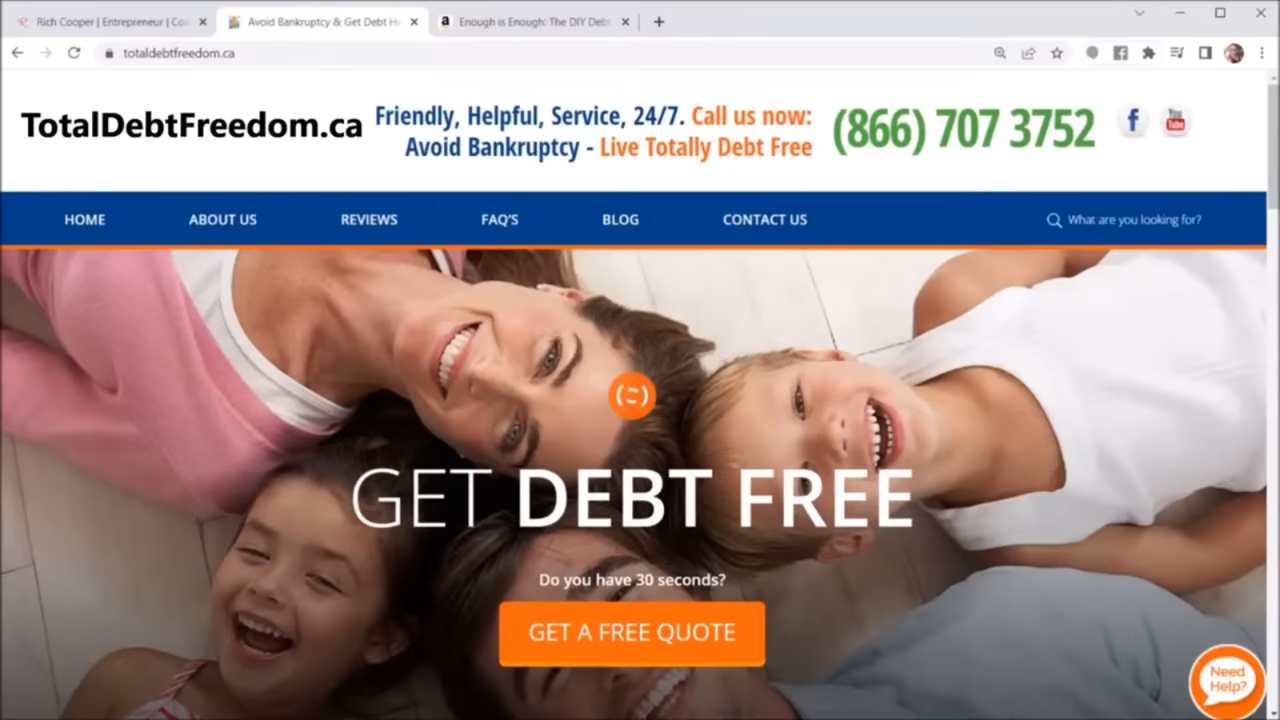 Rich Cooper | Entrepreneur | Co
Avoid Bankruptcy & Get Debt H
Enough is Enough: The DIY Deb
totaldebtfreedom.ca
TotalDebtFreedom.ca
Friendly, Helpful, Service, 24/7. Call us now:
Avoid Bankruptcy - Live Totally Debt Free
(866) 707 3752
You
Tube
HOME ABOUT US REVIEWS FAQ'S BLOG CONTACT US
What are you looking for?
GET DEBT FREE
Do you have 30 seconds?
GET A FREE QUOTE
Need
Help?